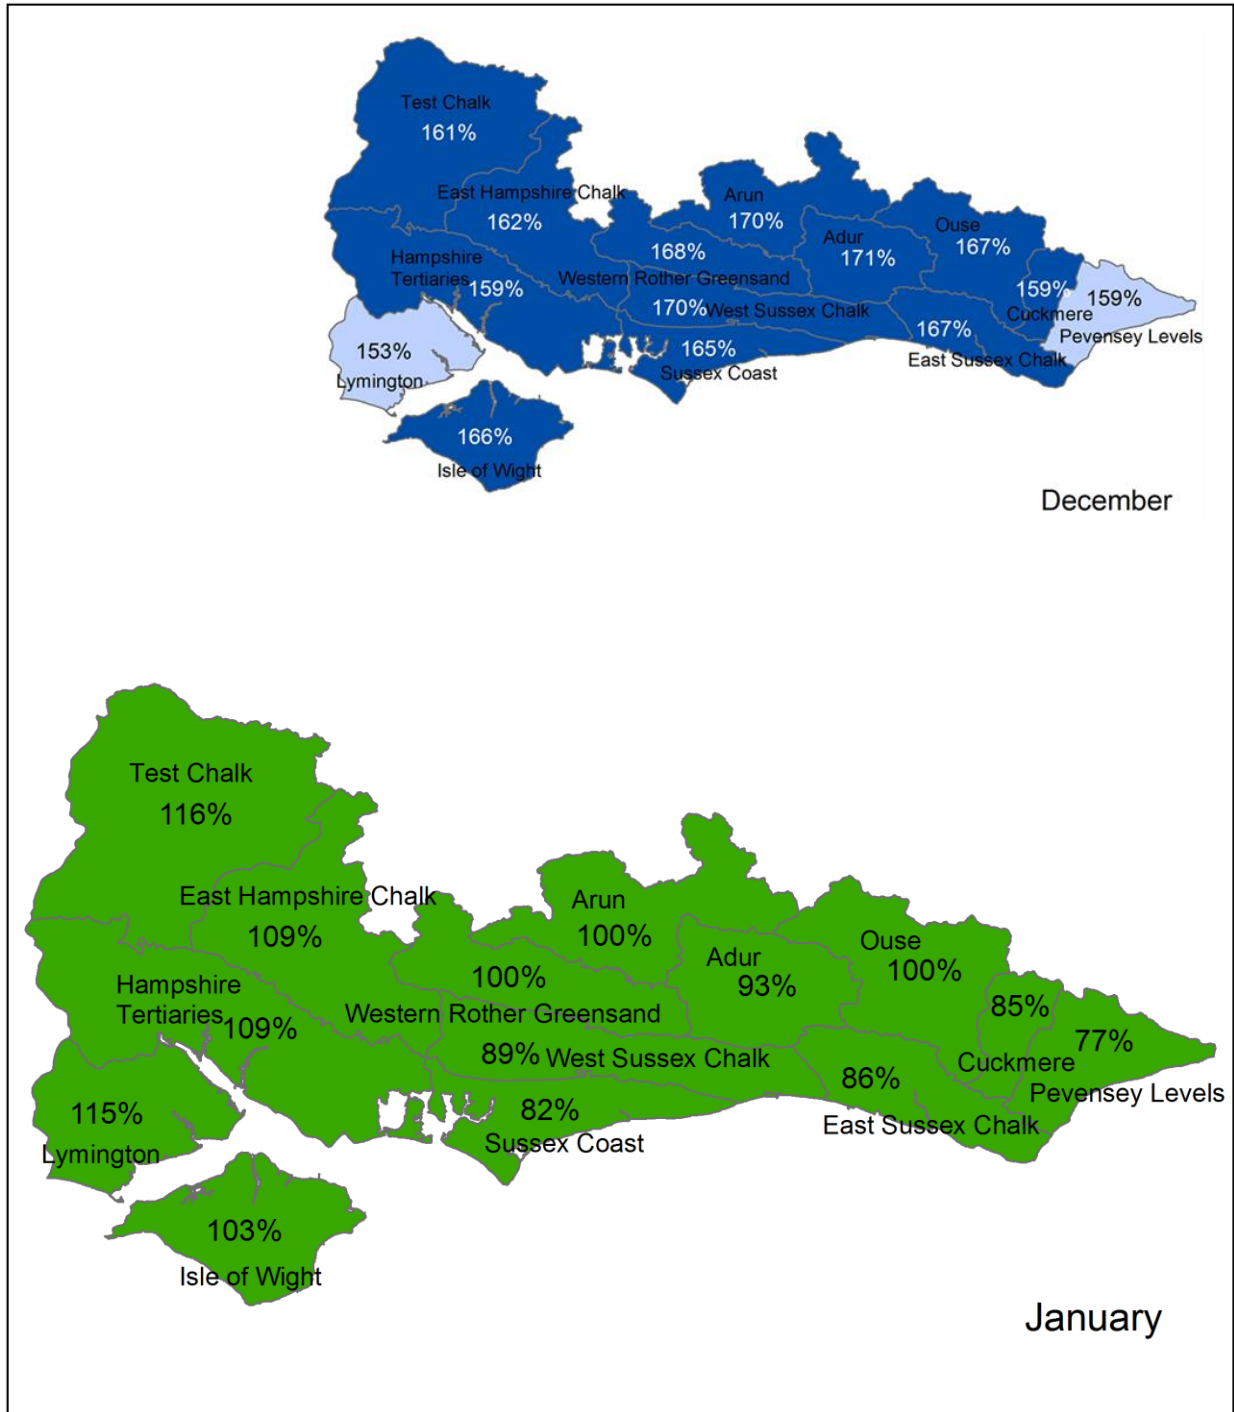 Test Chalk
161%
East Hampshire Chalk
162%
Arun
170%
Ouse
167%
Adur
171%
168%
Western Rother Greensand
Hampshire
Tertiaries
159%
159%
Cuckmere
159%
Pevensey Levels
170%
West Sussex Chalk
167%
East Sussex Chalk
153%
Lymington
165%
Sussex Coast
166%
Isle of Wight
December
Test Chalk
116%
East Hampshire Chalk
109%
Arun
100%
Ouse
100%
Adur
93%
100%
Western Rother Greensand
Hampshire
Tertiaries
109%
85%
Cuckmere
77%
Pevensey Levels
89%
West Sussex Chalk
86%
East Sussex Chalk
115%
Lymington
82%
Sussex Coast
103%
Isle of Wight
January